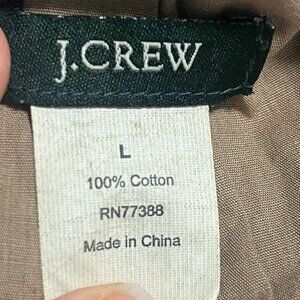 J.CREW
L
100% Cotton
RN77388
Made in China